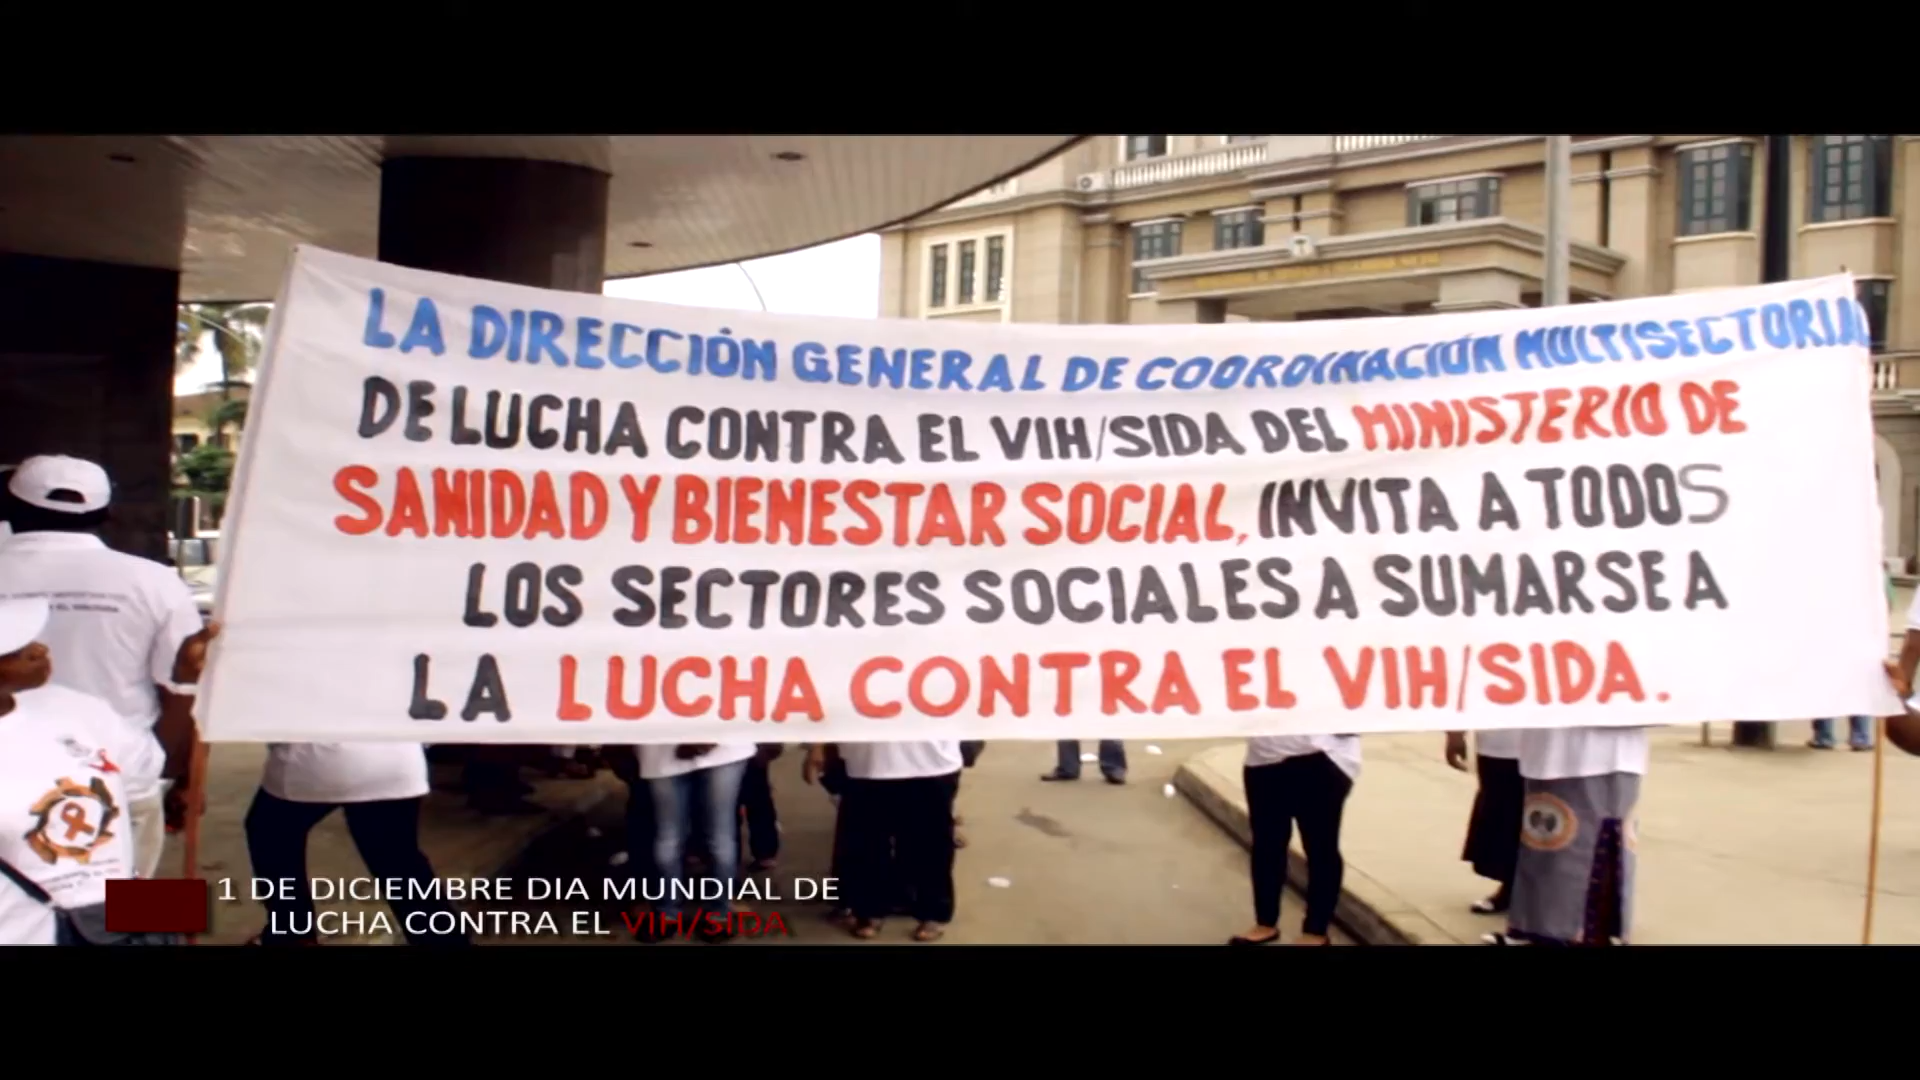 LA DIRECCIÓN GENERAL DE COORDINACIÓN MULTISECTORIAL
DE LUCHA CONTRA EL VIH/SIDA DEL MINISTERIO DE
SANIDAD Y BIENESTAR SOCIAL, INVITA A TODOS
LOS SECTORES SOCIALES A SUMARSE A
LA LUCHA CONTRA EL VIH/SIDA.
1 DE DICIEMBRE DIA MUNDIAL DE
LUCHA CONTRA EL VIH/SIDA